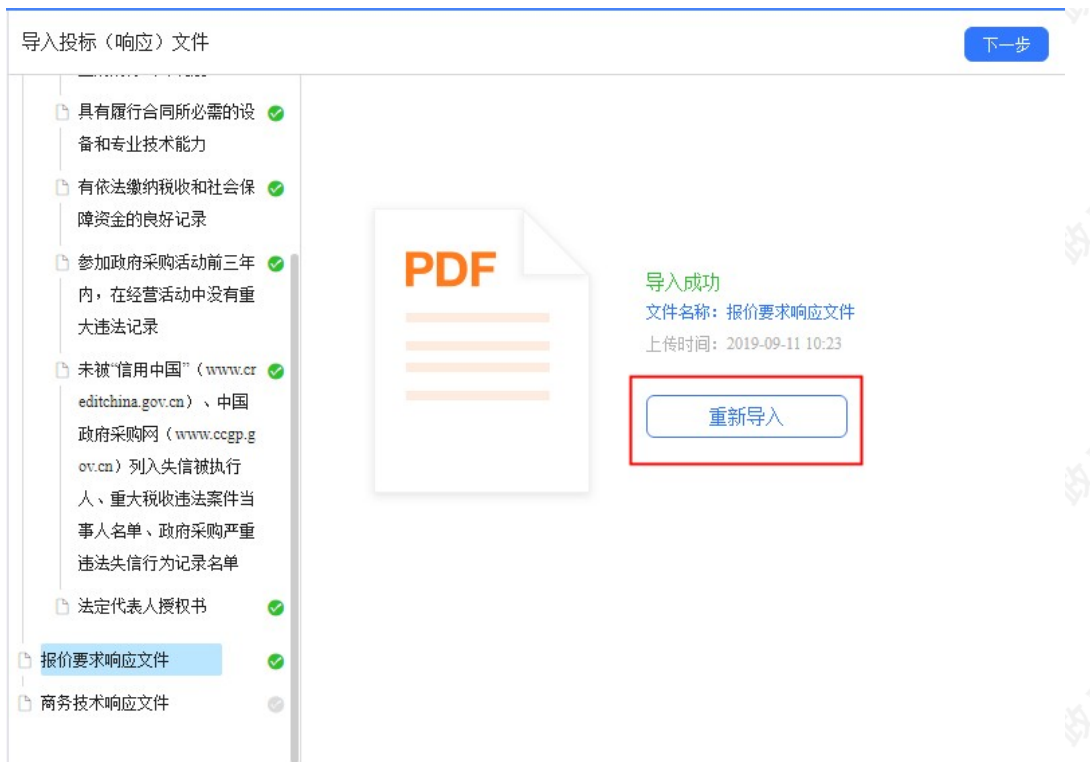 导入投标（响应）文件
下一步
具有履行合同所必需的设
备和专业技术能力
有依法缴纳税收和社会保
障资金的良好记录
参加政府采购活动前三年
内，在经营活动中没有重
大违法记录
未被“信用中国”（www.cr
editchina.gov.cn）、中国
政府采购网（www.ccgp.g
ov.cn）列入失信被执行
人、重大税收违法案件当
事人名单、政府采购严重
违法失信行为记录名单
法定代表人授权书
报价要求响应文件
商务技术响应文件
PDF
导入成功
文件名称：报价要求响应文件
上传时间：2019-09-11 10:23
重新导入